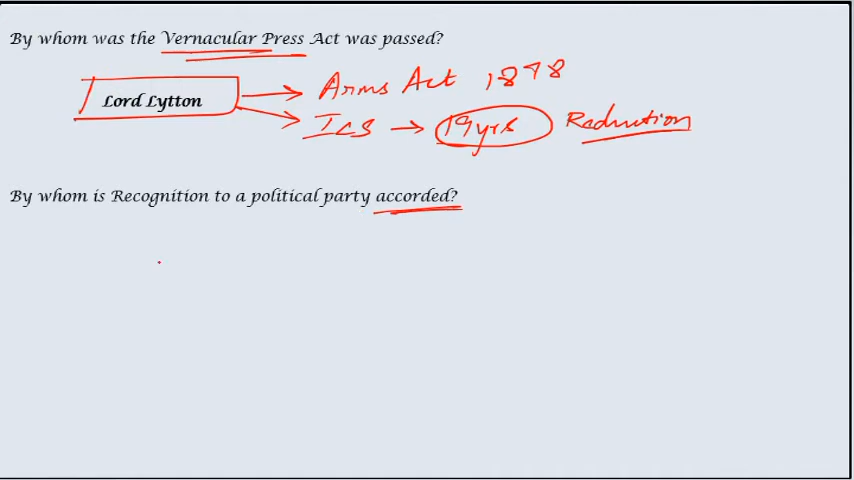 By whom was the Vernacular Press Act was passed?
Lord Lytton
Arms Act 1878
ICS → 19yrs Reduction
By whom is Recognition to a political party accorded?